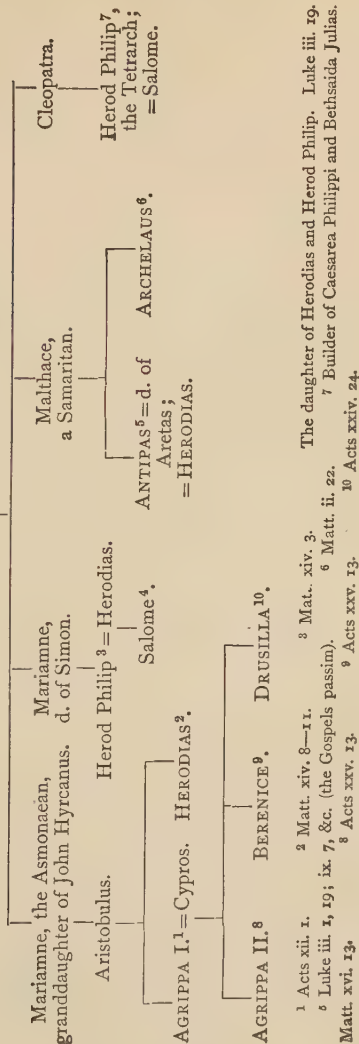 Mariamne, the Asmonaean, Mariamne, Malthace, Cleopatra.
granddaughter of John Hyrcanus. d. of Simon. a Samaritan.
Aristobulus. Herod Philip ³ = Herodias. Herod Philip⁷,
the Tetrarch;
= Salome.
Salome⁴. ANTIPAS⁵ = d. of ARCHELAUS⁶.
Aretas;
= HERODIAS.
AGRIPPA I.¹ = Cypros. HERODIAS².
AGRIPPA II.⁸ BERENICE⁹. DRUSILLA¹⁰.
¹ Acts xii. 1. ² Matt. xiv. 8—11. ³ Mat.. xiv. 3. The daughter of Herodias and Herod Philip. Luke iii. 19.
⁵ Luke iii. 1, 19; ix. 7, &c. (the Gospels passim). ⁶ Matt. ii. 22. ⁷ Builder of Caesarea Philippi and Bethsaida Julias.
Matt. xvi. 13. ⁸ Acts xxv. 13. ⁹ Acts xxv. 13. ¹⁰ Acts xxiv. 24.